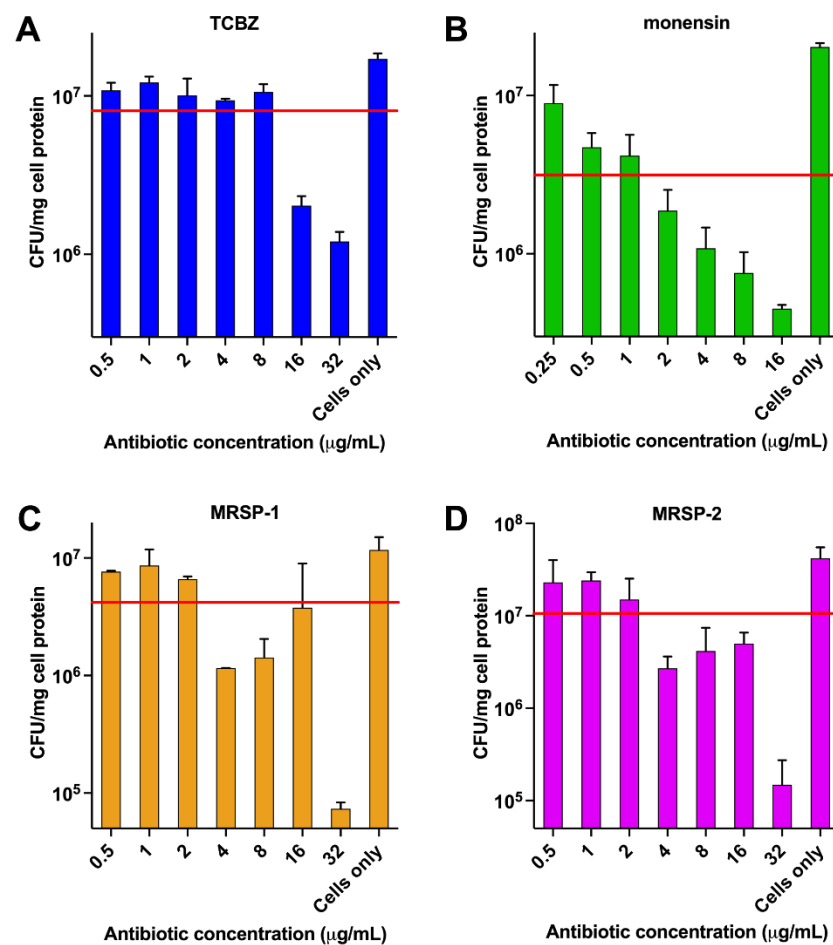 A
TCBZ
CFU/mg cell protein
10⁷
10⁶
0.5 1 2 4 8 16 32 Cells only
Antibiotic concentration (μg/mL)
B
monensin
CFU/mg cell protein
10⁷
10⁶
0.25 0.5 1 2 4 8 16 Cells only
Antibiotic concentration (μg/mL)
C
MRSP-1
CFU/mg cell protein
10⁷
10⁶
10⁵
0.5 1 2 4 8 16 32 Cells only
Antibiotic concentration (μg/mL)
D
MRSP-2
CFU/mg cell protein
10⁸
10⁷
10⁶
10⁵
0.5 1 2 4 8 16 32 Cells only
Antibiotic concentration (μg/mL)